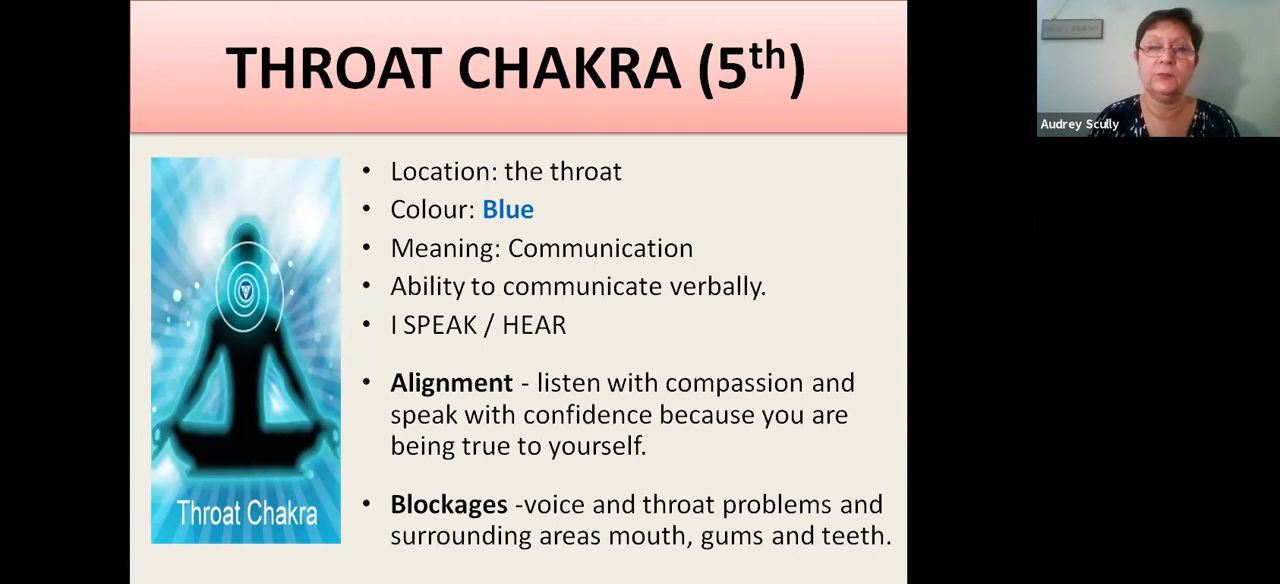 THROAT CHAKRA (5th)
Audrey Scully
• Location: the throat
• Colour: Blue
• Meaning: Communication
• Ability to communicate verbally.
• I SPEAK / HEAR
• Alignment - listen with compassion and
speak with confidence because you are
being true to yourself.
• Blockages -voice and throat problems and
surrounding areas mouth, gums and teeth.
Throat Chakra